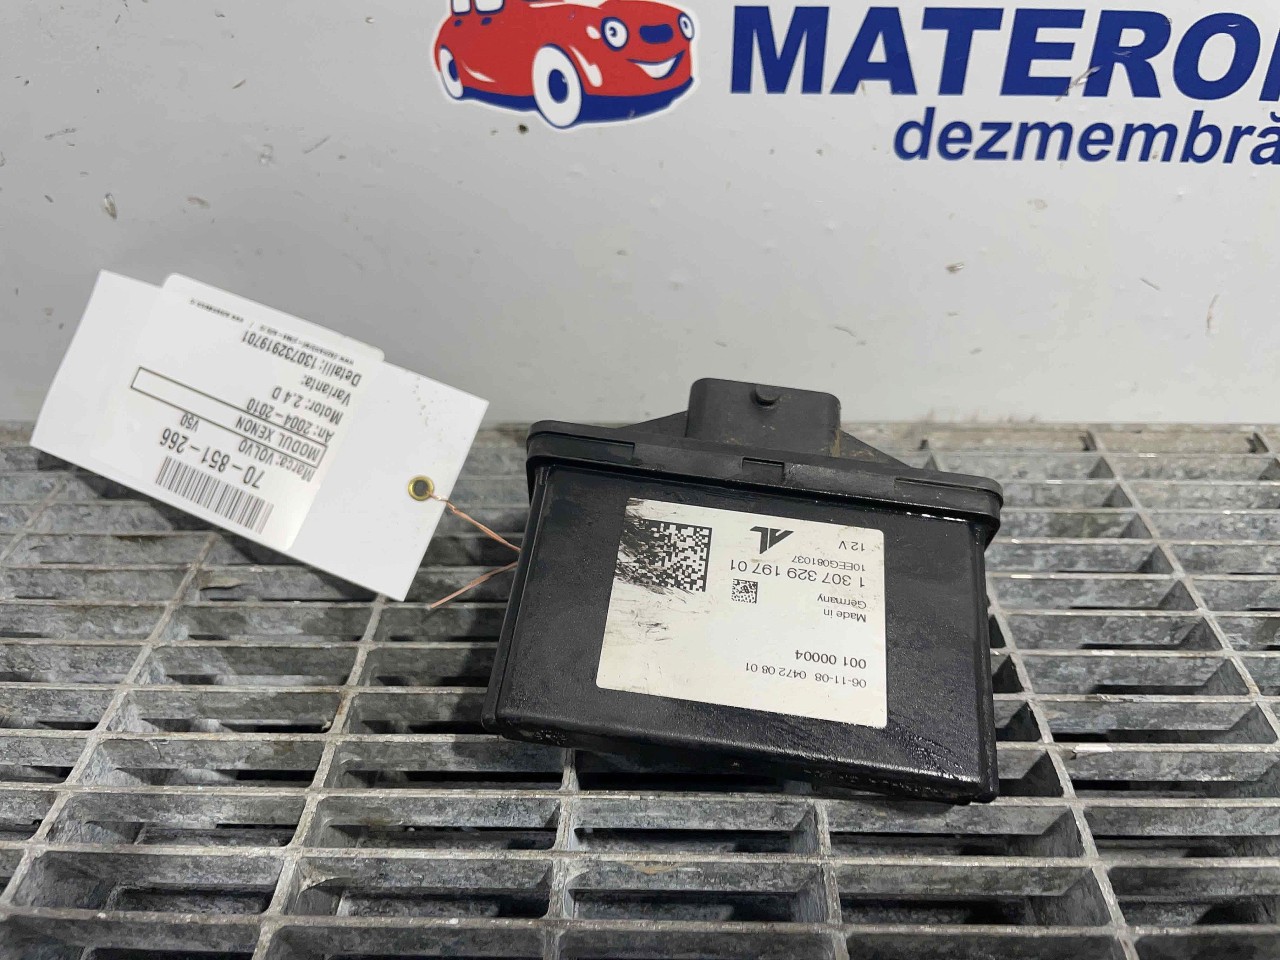 MATERO
dezmembră
70-851-266
Marca: VOLVO V50
MODUL XENON
An: 2004-2010
Motor: 2.4 D
Varianta:
Detalii: 130732919701
06-11-08 0472 08 01
001 00004
Made in
Germany
1 307 329 197 01
10EEG081037
12 V
AL